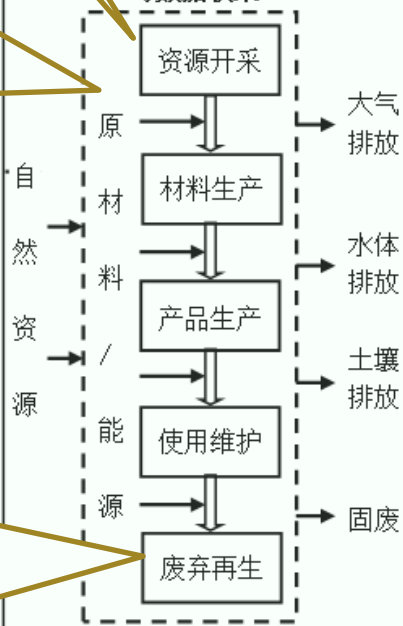 资源开采
材料生产
产品生产
使用维护
废弃再生
自然资源
原材料/能源
大气
排放
水体
排放
土壤
排放
固废